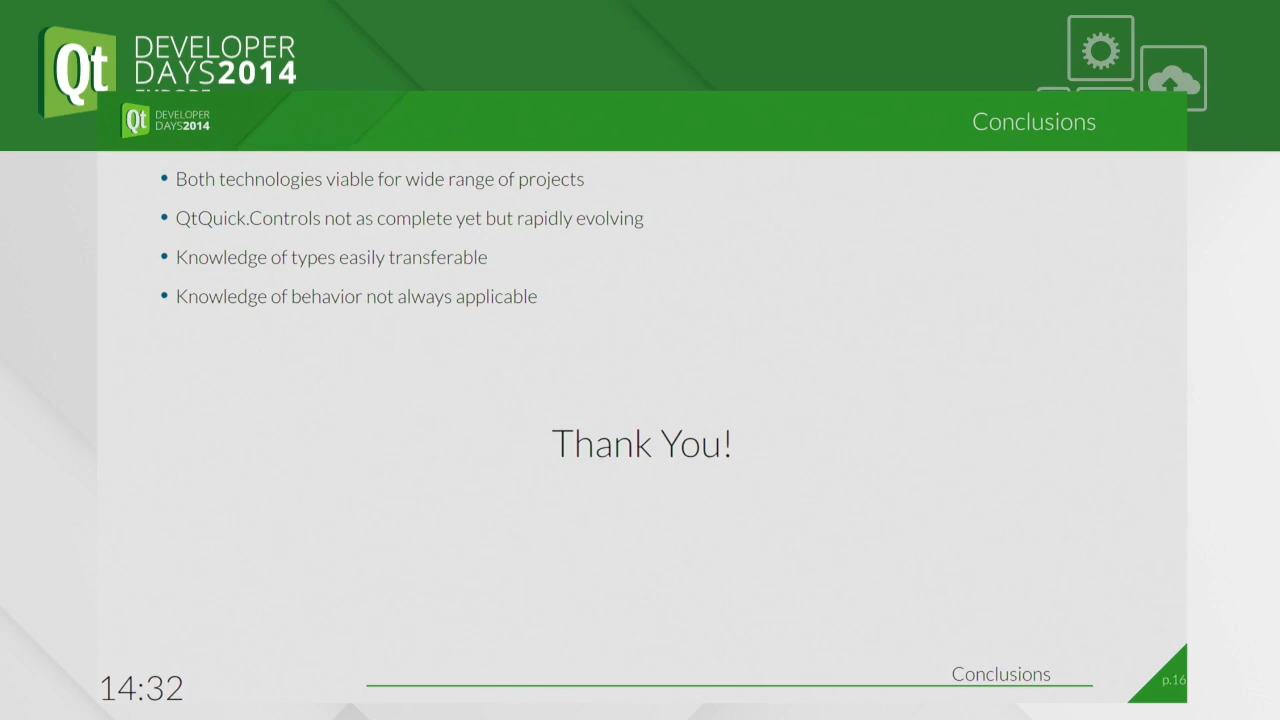 Qt
DEVELOPER
DAYS2014
EUROPE
Qt
DEVELOPER
DAYS2014
Conclusions
• Both technologies viable for wide range of projects
• QtQuick.Controls not as complete yet but rapidly evolving
• Knowledge of types easily transferable
• Knowledge of behavior not always applicable
Thank You!
Conclusions
14:32
p.16